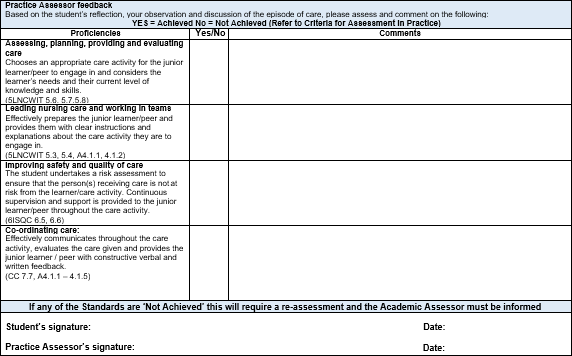 Practice Assessor feedback
Based on the student's reflection, your observation and discussion of the episode of care, please assess and comment on the following:
YES = Achieved No = Not Achieved (Refer to Criteria for Assessment in Practice)
Proficiencies Yes/No Comments
Assessing, planning, providing and evaluating
care
Chooses an appropriate care activity for the junior
learner/peer to engage in and considers the
learner's needs and their current level of
knowledge and skills.
(5LNCWIT 5.6, 5.7,5.8)
Leading nursing care and working in teams
Effectively prepares the junior learner/peer and
provides them with clear instructions and
explanations about the care activity they are to
engage in.
(5LNCWIT 5.3, 5.4, A4.1.1, 4.1.2)
Improving safety and quality of care
The student undertakes a risk assessment to
ensure that the person(s) receiving care is not at
risk from the learner/care activity. Continuous
supervision and support is provided to the junior
learner/peer throughout the care activity.
(6ISQC 6.5, 6.6)
Co-ordinating care:
Effectively communicates throughout the care
activity, evaluates the care given and provides the
junior learner / peer with constructive verbal and
written feedback.
(CC 7.7, A4.1.1 – 4.1.5)
If any of the Standards are 'Not Achieved' this will require a re-assessment and the Academic Assessor must be informed
Student's signature: Date:
Practice Assessor's signature: Date: